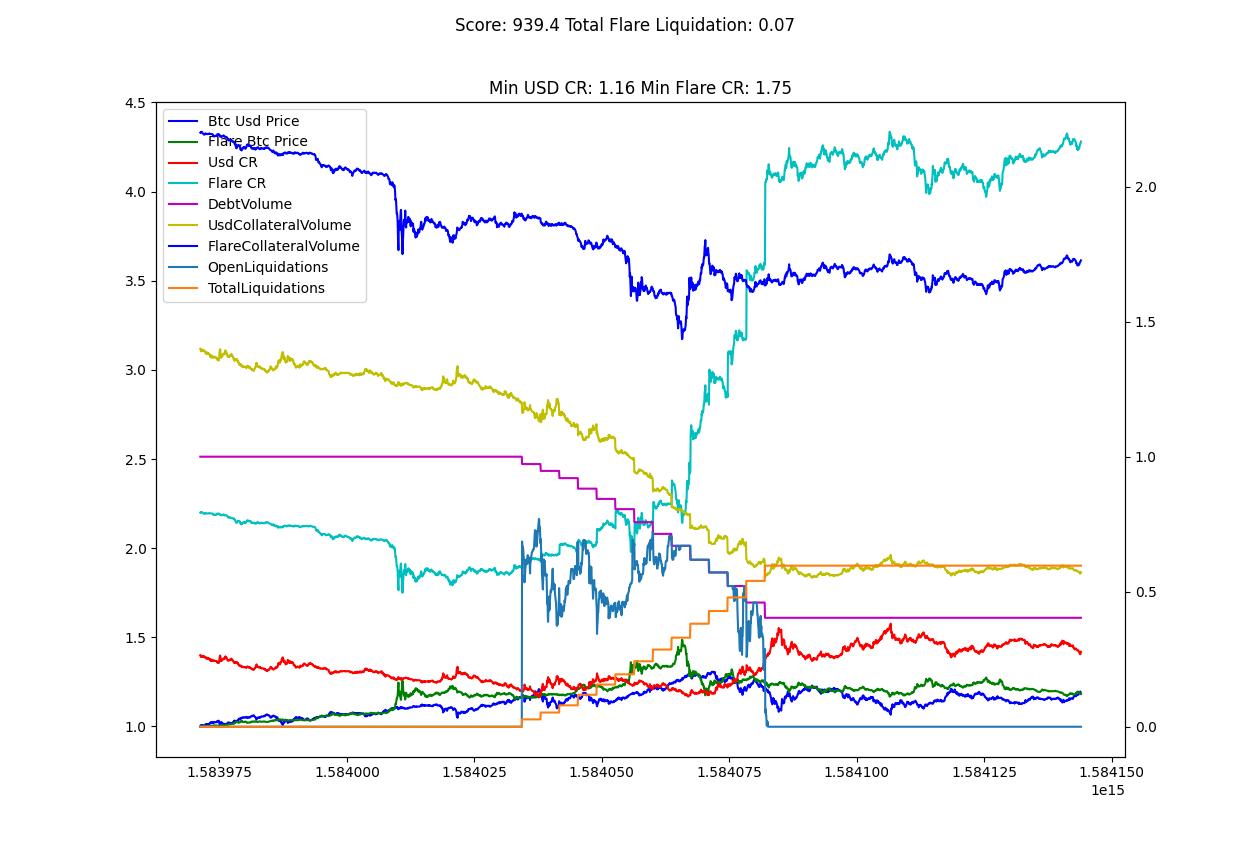 Score: 939.4 Total Flare Liquidation: 0.07
Min USD CR: 1.16 Min Flare CR: 1.75
4.5
4.0
3.5
3.0
2.5
2.0
1.5
1.0
Btc Usd Price
Flare Btc Price
Usd CR
Flare CR
DebtVolume
UsdCollateralVolume
FlareCollateralVolume
OpenLiquidations
TotalLiquidations
2.0
1.5
1.0
0.5
0.0
1.583975 1.584000 1.584025 1.584050 1.584075 1.584100 1.584125 1.584150
1e15